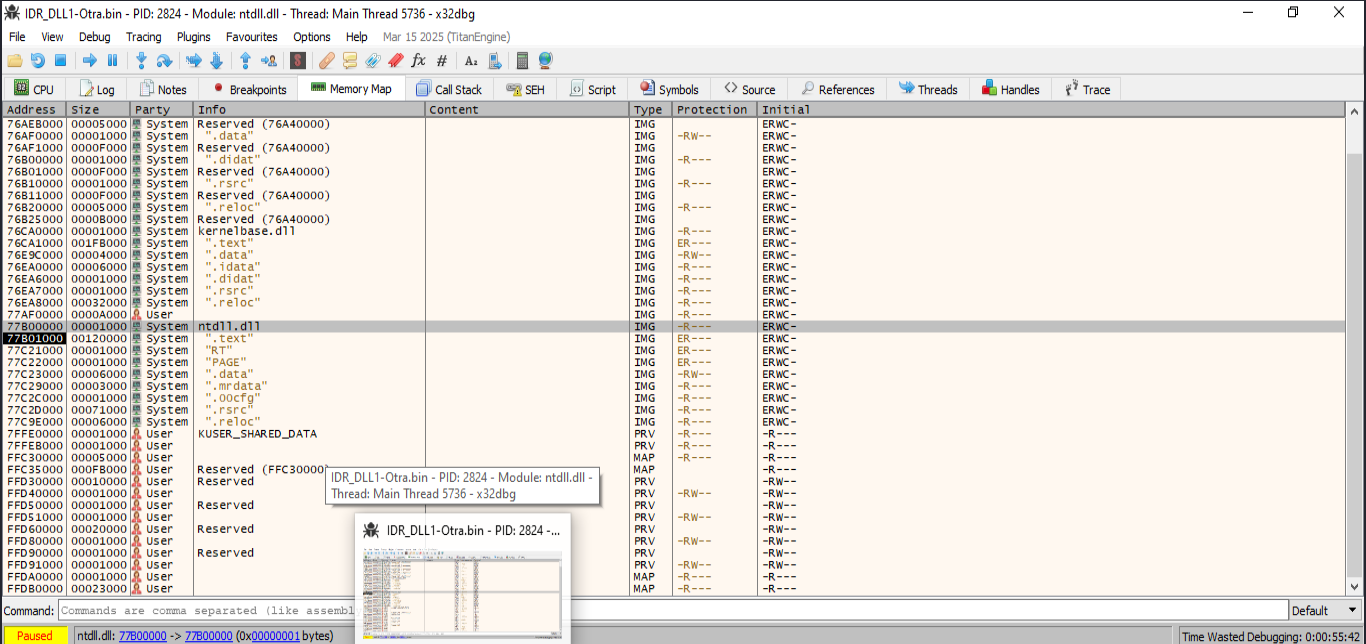 IDR_DLL1-Otra.bin - PID: 2824 - Module: ntdll.dll - Thread: Main Thread 5736 - x32dbg
File View Debug Tracing Plugins Favourites Options Help Mar 15 2025 (TitanEngine)
CPU Log Notes Breakpoints Memory Map Call Stack SEH Script Symbols Source References Threads Handles Trace
Address Size Party Info Content Type Protection Initial
76AEB000 00005000 System Reserved (76A40000) IMG ERWC-
76AF0000 00001000 System ".data" IMG -RW-- ERWC-
76AF1000 0000F000 System Reserved (76A40000) IMG ERWC-
76B00000 00001000 System ".didat" IMG -R--- ERWC-
76B01000 0000F000 System Reserved (76A40000) IMG ERWC-
76B10000 00001000 System ".rsrc" IMG -R--- ERWC-
76B11000 0000F000 System Reserved (76A40000) IMG ERWC-
76B20000 00005000 System ".reloc" IMG -R--- ERWC-
76B25000 0000B000 System Reserved (76A40000) IMG ERWC-
76CA0000 00001000 System kernelbase.dll IMG -R--- ERWC-
76CA1000 001FB000 System ".text" IMG ER--- ERWC-
76E9C000 00004000 System ".data" IMG -RW-- ERWC-
76EA0000 00006000 System ".idata" IMG -R--- ERWC-
76EA6000 00001000 System ".didat" IMG -R--- ERWC-
76EA7000 00001000 System ".rsrc" IMG -R--- ERWC-
76EA8000 00032000 System ".reloc" IMG -R--- ERWC-
77AF0000 0000A000 User IMG -R--- ERWC-
77B00000 00001000 System ntdll.dll IMG -R--- ERWC-
77B01000 00120000 System ".text" IMG ER--- ERWC-
77C21000 00001000 System "RT" IMG ER--- ERWC-
77C22000 00001000 System "PAGE" IMG ER--- ERWC-
77C23000 00006000 System ".data" IMG -RW-- ERWC-
77C29000 00003000 System ".mrdata" IMG -R--- ERWC-
77C2C000 00001000 System ".00cfg" IMG -R--- ERWC-
77C2D000 00071000 System ".rsrc" IMG -R--- ERWC-
77C9E000 00006000 System ".reloc" IMG -R--- ERWC-
7FFE0000 00001000 User KUSER_SHARED_DATA PRV -R--- -R---
7FFEB000 00001000 User PRV -R--- -R---
FFC30000 00005000 User MAP -R--- -R---
FFC35000 000FB000 User Reserved (FFC30000) MAP -R---
FFD30000 00010000 User Reserved PRV -RW--
FFD40000 00001000 User PRV -RW-- -RW--
FFD50000 00001000 User Reserved PRV -RW--
FFD51000 00001000 User PRV -RW-- -RW--
FFD60000 00020000 User Reserved PRV -RW--
FFD80000 00001000 User PRV -RW-- -RW--
FFD90000 00001000 User Reserved PRV -RW--
FFD91000 00001000 User PRV -RW-- -RW--
FFDA0000 00001000 User MAP -R--- -R---
FFDB0000 00023000 User MAP -R--- -R---
IDR_DLL1-Otra.bin - PID: 2824 - Module: ntdll.dll -
Thread: Main Thread 5736 - x32dbg
IDR_DLL1-Otra.bin - PID: 2824 -...
Command: Commands are comma separated (like assembl Default
Paused ntdll.dll: 77B00000 -> 77B00000 (0x00000001 bytes) Time Wasted Debugging: 0:00:55:42